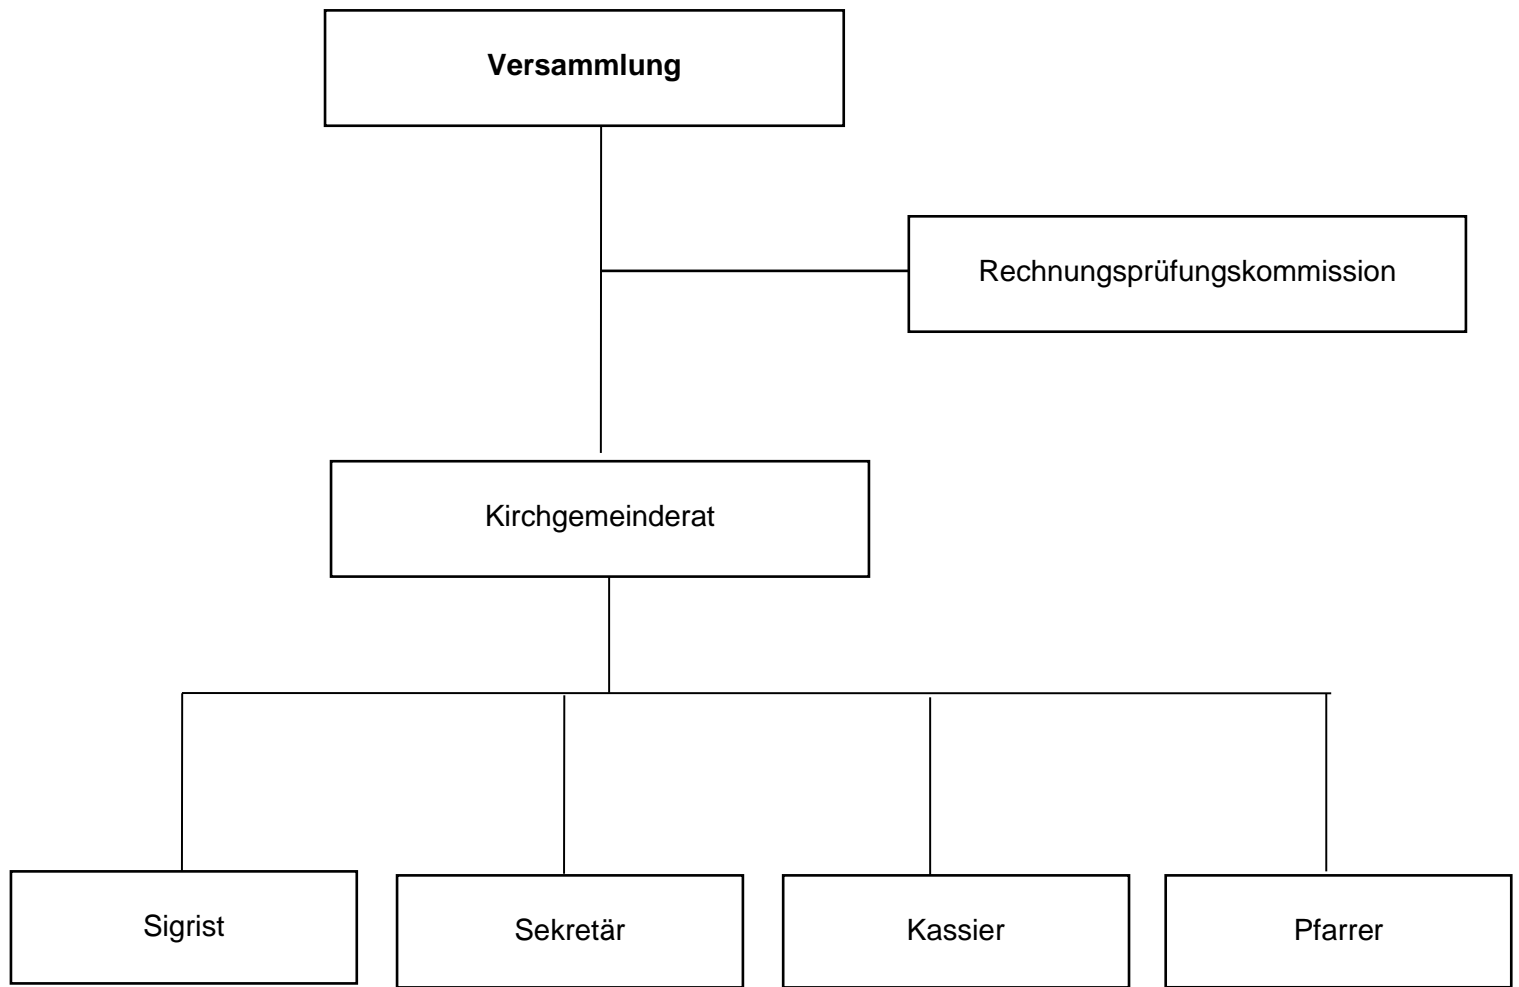 Versammlung
Rechnungsprüfungskommission
Kirchgemeinderat
Sigrist
Sekretär
Kassier
Pfarrer